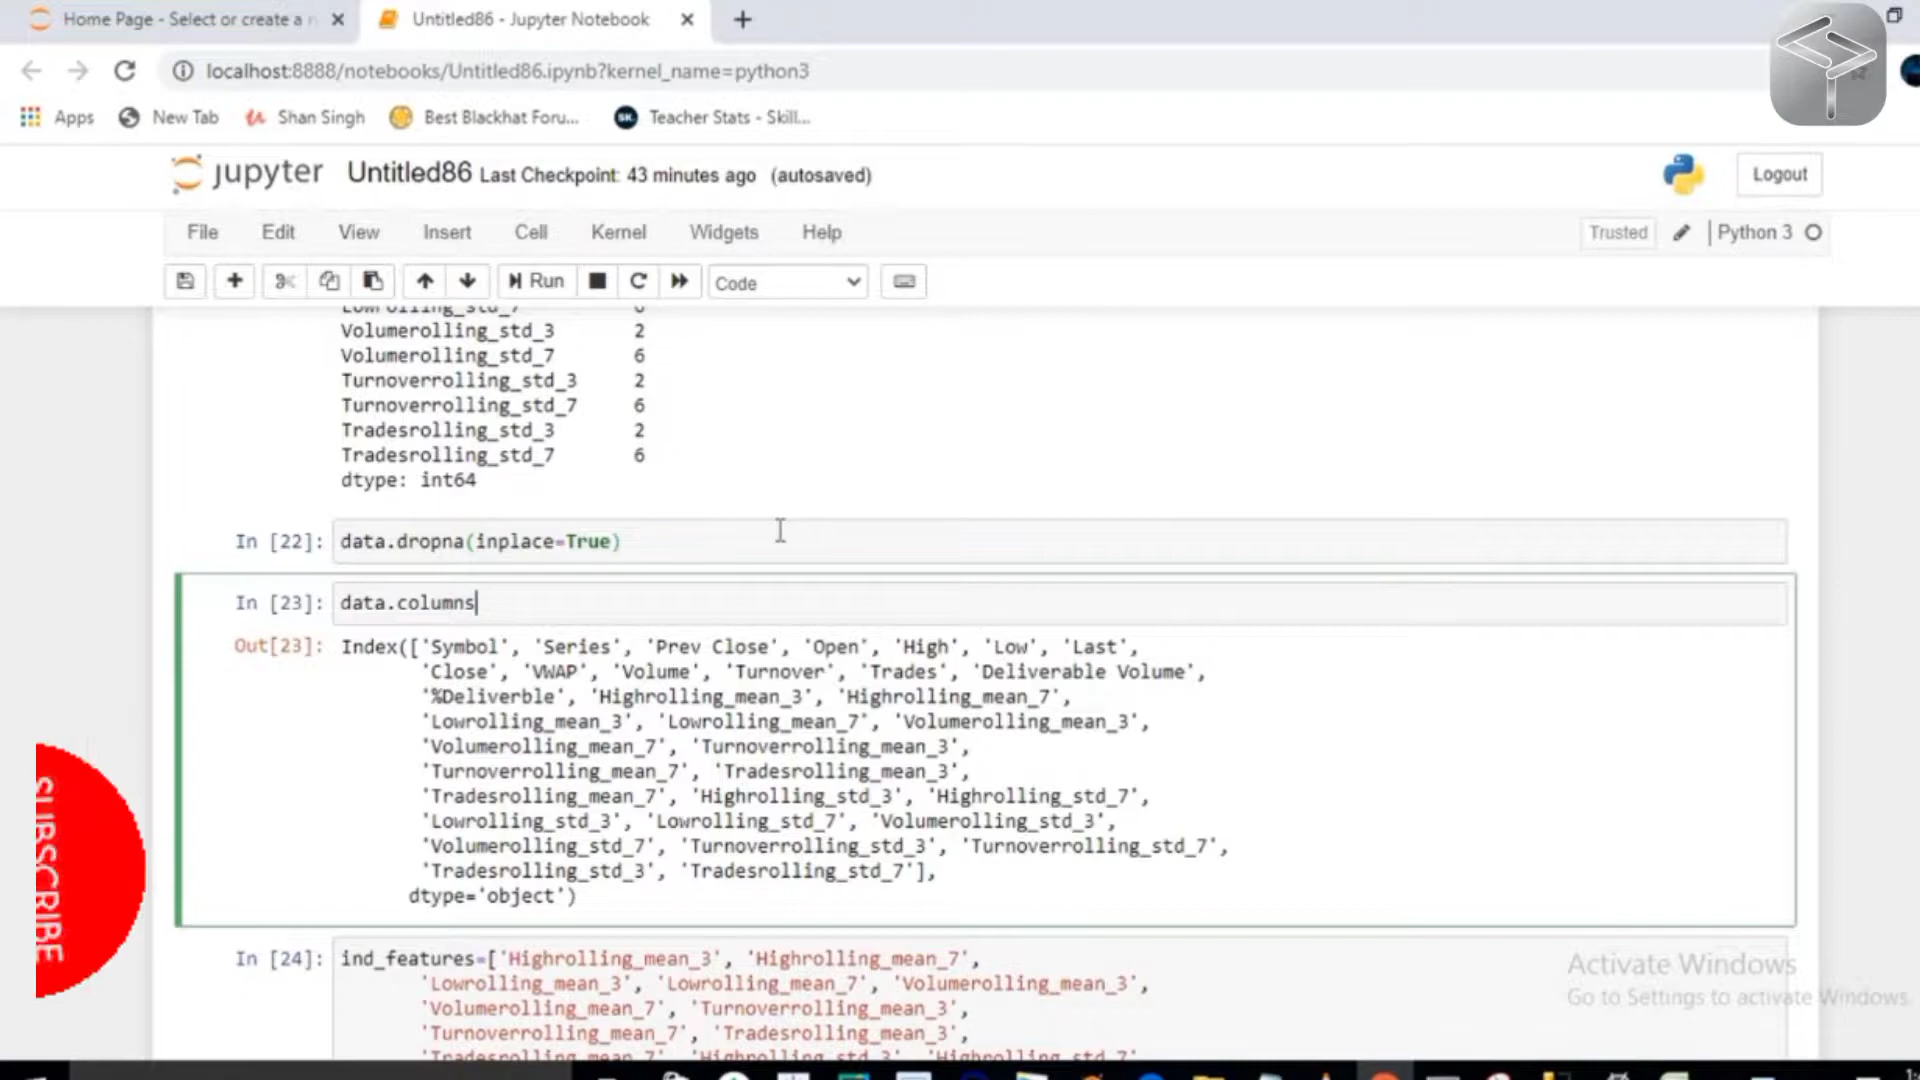 Home Page - Select or create a n
Untitled86 - Jupyter Notebook
localhost:8888/notebooks/Untitled86.ipynb?kernel_name=python3
Apps New Tab Shan Singh Best Blackhat Foru... Teacher Stats - Skill...
jupyter Untitled86 Last Checkpoint: 43 minutes ago (autosaved) Logout
File Edit View Insert Cell Kernel Widgets Help Trusted Python 3
Run Code
Lowrolling_std_7 6
Volumerolling_std_3 2
Volumerolling_std_7 6
Turnoverrolling_std_3 2
Turnoverrolling_std_7 6
Tradesrolling_std_3 2
Tradesrolling_std_7 6
dtype: int64
In [22]: data.dropna(inplace=True)
In [23]: data.columns
Out[23]: Index(['Symbol', 'Series', 'Prev Close', 'Open', 'High', 'Low', 'Last',
'Close', 'VWAP', 'Volume', 'Turnover', 'Trades', 'Deliverable Volume',
'%Deliverble', 'Highrolling_mean_3', 'Highrolling_mean_7',
'Lowrolling_mean_3', 'Lowrolling_mean_7', 'Volumerolling_mean_3',
'Volumerolling_mean_7', 'Turnoverrolling_mean_3',
'Turnoverrolling_mean_7', 'Tradesrolling_mean_3',
'Tradesrolling_mean_7', 'Highrolling_std_3', 'Highrolling_std_7',
'Lowrolling_std_3', 'Lowrolling_std_7', 'Volumerolling_std_3',
'Volumerolling_std_7', 'Turnoverrolling_std_3', 'Turnoverrolling_std_7',
'Tradesrolling_std_3', 'Tradesrolling_std_7'],
dtype='object')
SUBSCRIBE
In [24]: ind_features=['Highrolling_mean_3', 'Highrolling_mean_7',
'Lowrolling_mean_3', 'Lowrolling_mean_7', 'Volumerolling_mean_3',
'Volumerolling_mean_7', 'Turnoverrolling_mean_3',
'Turnoverrolling_mean_7', 'Tradesrolling_mean_3',
'Tradesrolling_mean_7', 'Highrolling_std_3', 'Highrolling_std_7',
Activate Windows
Go to Settings to activate Windows.